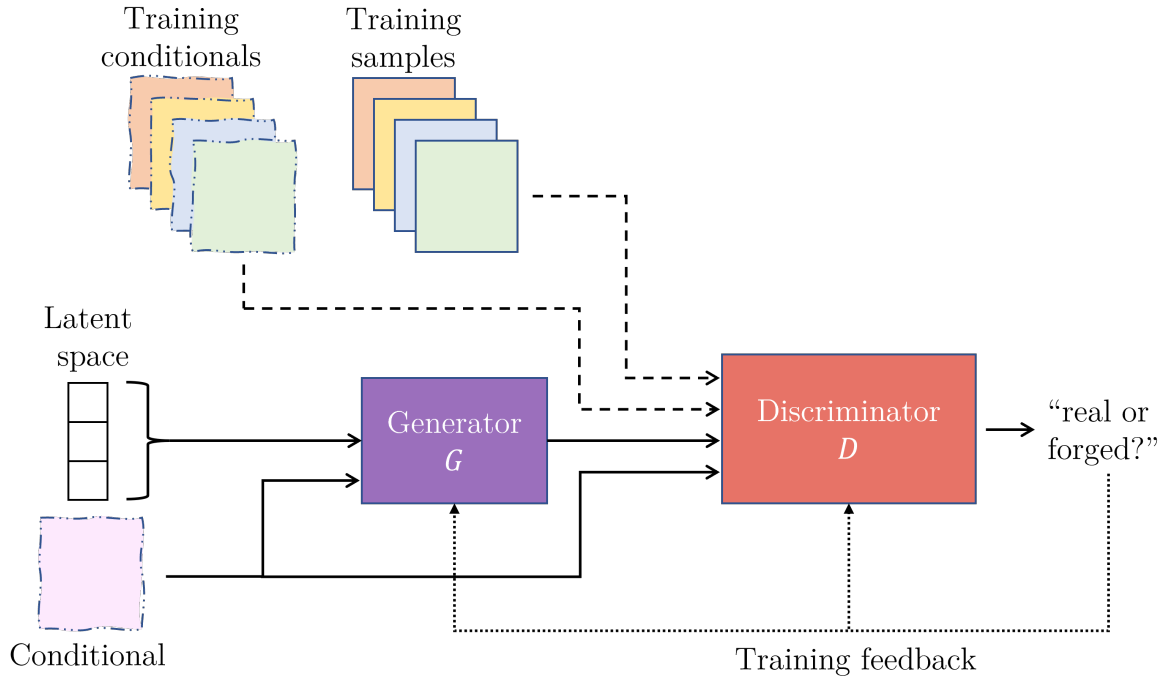 Training
conditionals
Training
samples
Latent
space
Generator
G
Discriminator
D
“real or
forged?”
Conditional
Training feedback